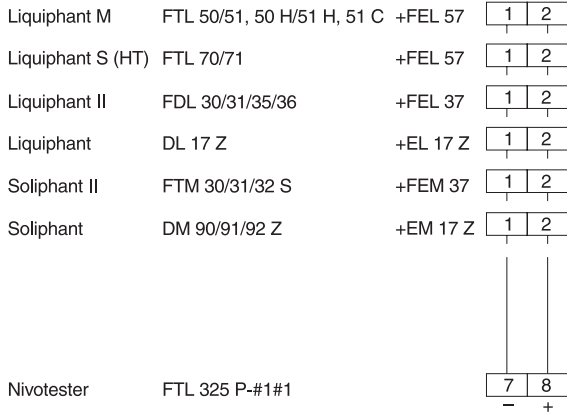 Liquiphant M FTL 50/51, 50 H/51 H, 51 C +FEL 57 1 2
Liquiphant S (HT) FTL 70/71 +FEL 57 1 2
Liquiphant II FDL 30/31/35/36 +FEL 37 1 2
Liquiphant DL 17 Z +EL 17 Z 1 2
Soliphant II FTM 30/31/32 S +FEM 37 1 2
Soliphant DM 90/91/92 Z +EM 17 Z 1 2
Nivotester FTL 325 P-#1#1 7 8
– +